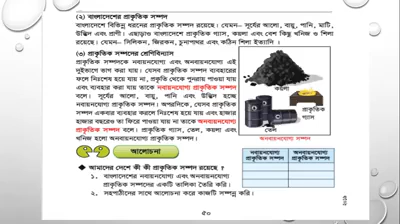 (২) বাংলাদেশের প্রাকৃতিক সম্পদ
বাংলাদেশে বিভিন্ন ধরনের প্রাকৃতিক সম্পদ রয়েছে। যেমন– সূর্যের আলো, বায়ু, পানি, মাটি,
উদ্ভিদ এবং প্রাণী। এছাড়াও বাংলাদেশে প্রাকৃতিক গ্যাস, কয়লা এবং বেশ কিছু খনিজ ও শিলা
রয়েছে। যেমন– সিলিকন, জিরকন, চুনাপাথর এবং কঠিন শিলা ইত্যাদি।
(৩) প্রাকৃতিক সম্পদের শ্রেণিবিন্যাস
প্রাকৃতিক সম্পদকে নবায়নযোগ্য এবং অনবায়নযোগ্য এই
দুইভাগে ভাগ করা যায়। যেসব প্রাকৃতিক সম্পদ ব্যবহারের
ফলে নিঃশেষ হয়ে যায় না, প্রকৃতি থেকে পুনরায় পাওয়া যায়
এবং ব্যবহার করা যায় তাকে নবায়নযোগ্য প্রাকৃতিক সম্পদ
বলে। সূর্যের আলো, বায়ু, পানি এবং উদ্ভিদ হচ্ছে
নবায়নযোগ্য প্রাকৃতিক সম্পদ। অপরদিকে, যেসব প্রাকৃতিক
সম্পদ একবার ব্যবহার করলে নিঃশেষ হয়ে যায় এবং হাজার
হাজার বছরেও তা ফিরে পাওয়া যায় না তাকে অনবায়নযোগ্য
প্রাকৃতিক সম্পদ বলে। প্রাকৃতিক গ্যাস, তেল, কয়লা এবং
খনিজ হলো অনবায়নযোগ্য প্রাকৃতিক সম্পদ।
কয়লা
প্রাকৃতিক
গ্যাস
তেল
অনবায়নযোগ্য সম্পদ
আলোচনা
আমাদের দেশে কী কী প্রাকৃতিক সম্পদ রয়েছে ?
১. বাংলাদেশের নবায়নযোগ্য এবং অনবায়নযোগ্য
প্রাকৃতিক সম্পদের একটি তালিকা তৈরি করি।
২. সহপাঠীদের সাথে আলোচনা করে কাজটি সম্পন্ন করি।
নবায়নযোগ্য প্রাকৃতিক সম্পদ
অনবায়নযোগ্য প্রাকৃতিক সম্পদ
৫০